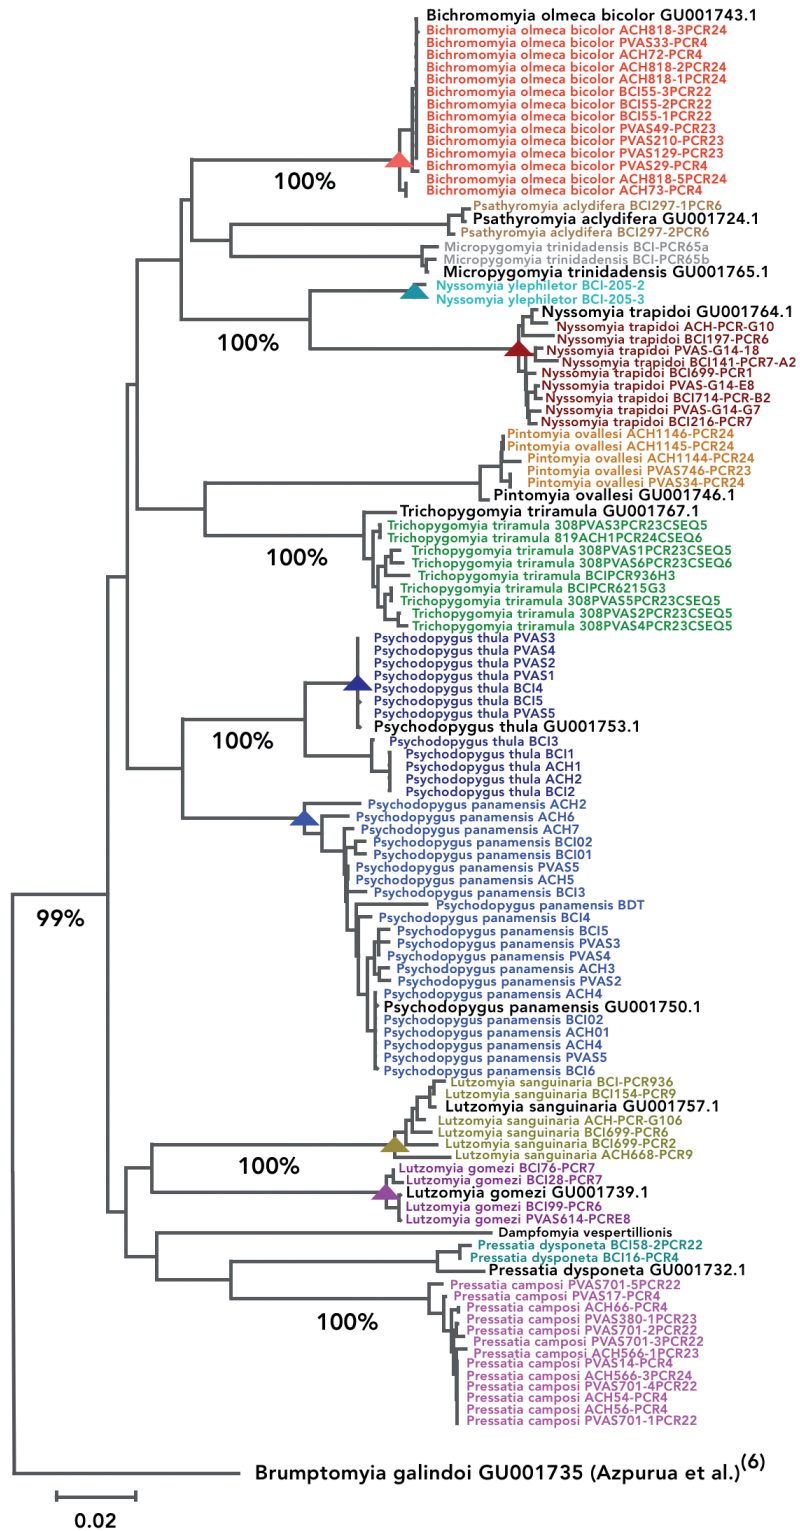 Bichromomyia olmeca bicolor GU001743.1
Bichromomyia olmeca bicolor ACH818-3PCR24
Bichromomyia olmeca bicolor PVAS33-PCR4
Bichromomyia olmeca bicolor ACH72-PCR4
Bichromomyia olmeca bicolor ACH818-2PCR24
Bichromomyia olmeca bicolor ACH818-1PCR24
Bichromomyia olmeca bicolor BCI55-3PCR22
Bichromomyia olmeca bicolor BCI55-2PCR22
Bichromomyia olmeca bicolor BCI55-1PCR22
Bichromomyia olmeca bicolor PVAS49-PCR23
Bichromomyia olmeca bicolor PVAS210-PCR23
Bichromomyia olmeca bicolor PVAS129-PCR23
Bichromomyia olmeca bicolor PVAS29-PCR4
Bichromomyia olmeca bicolor ACH818-5PCR24
Bichromomyia olmeca bicolor ACH73-PCR4
100%
Psathyromyia aclydifera BCI297-1PCR6
Psathyromyia aclydifera GU001724.1
Psathyromyia aclydifera BCI297-2PCR6
Micropygomyia trinidadensis BCI-PCR65a
Micropygomyia trinidadensis BCI-PCR65b
Micropygomyia trinidadensis GU001765.1
Nyssomyia ylephiletor BCI-205-2
Nyssomyia ylephiletor BCI-205-3
Nyssomyia trapidoi GU001764.1
Nyssomyia trapidoi ACH-PCR-G10
100%
Nyssomyia trapidoi BCI197-PCR6
Nyssomyia trapidoi PVAS-G14-18
Nyssomyia trapidoi BCI141-PCR7-A2
Nyssomyia trapidoi BCI699-PCR1
Nyssomyia trapidoi PVAS-G14-E8
Nyssomyia trapidoi BCI714-PCR-B2
Nyssomyia trapidoi PVAS-G14-G7
Nyssomyia trapidoi BCI216-PCR7
Pintomyia ovallesi ACH1146-PCR24
Pintomyia ovallesi ACH1145-PCR24
Pintomyia ovallesi ACH1144-PCR24
Pintomyia ovallesi PVAS746-PCR23
Pintomyia ovallesi PVAS34-PCR24
Pintomyia ovallesi GU001746.1
Trichopygomyia triramula GU001767.1
Trichopygomyia triramula 308PVAS3PCR23CSEQ5
Trichopygomyia triramula 819ACH1PCR24CSEQ6
100%
Trichopygomyia triramula 308PVAS1PCR23CSEQ5
Trichopygomyia triramula 308PVAS6PCR23CSEQ6
Trichopygomyia triramula BCIPCR936H3
Trichopygomyia triramula BCIPCR6215G3
Trichopygomyia triramula 308PVAS5PCR23CSEQ5
Trichopygomyia triramula 308PVAS2PCR23CSEQ5
Trichopygomyia triramula 308PVAS4PCR23CSEQ5
Psychodopygus thula PVAS3
Psychodopygus thula PVAS4
Psychodopygus thula PVAS2
Psychodopygus thula PVAS1
Psychodopygus thula BCI4
Psychodopygus thula BCI5
Psychodopygus thula PVAS5
Psychodopygus thula GU001753.1
100%
Psychodopygus thula BCI3
Psychodopygus thula BCI1
Psychodopygus thula ACH1
Psychodopygus thula ACH2
Psychodopygus thula BCI2
Psychodopygus panamensis ACH2
Psychodopygus panamensis ACH6
Psychodopygus panamensis ACH7
Psychodopygus panamensis BCI02
Psychodopygus panamensis BCI01
Psychodopygus panamensis PVAS5
Psychodopygus panamensis ACH5
Psychodopygus panamensis BCI3
Psychodopygus panamensis BDT
Psychodopygus panamensis BCI4
99%
Psychodopygus panamensis BCI5
Psychodopygus panamensis PVAS3
Psychodopygus panamensis PVAS4
Psychodopygus panamensis ACH3
Psychodopygus panamensis PVAS2
Psychodopygus panamensis ACH4
Psychodopygus panamensis GU001750.1
Psychodopygus panamensis BCI02
Psychodopygus panamensis ACH01
Psychodopygus panamensis ACH4
Psychodopygus panamensis PVAS5
Psychodopygus panamensis BCI6
Lutzomyia sanguinaria BCI-PCR936
Lutzomyia sanguinaria BCI154-PCR9
Lutzomyia sanguinaria GU001757.1
Lutzomyia sanguinaria ACH-PCR-G106
Lutzomyia sanguinaria BCI699-PCR6
Lutzomyia sanguinaria BCI699-PCR2
Lutzomyia sanguinaria ACH668-PCR9
100%
Lutzomyia gomezi BCI76-PCR7
Lutzomyia gomezi BCI28-PCR7
Lutzomyia gomezi GU001739.1
Lutzomyia gomezi BCI99-PCR6
Lutzomyia gomezi PVAS614-PCRE8
Dampfomyia vespertillionis
Pressatia dysponeta BCI58-2PCR22
Pressatia dysponeta BCI16-PCR4
Pressatia dysponeta GU001732.1
Pressatia camposi PVAS701-5PCR22
Pressatia camposi PVAS17-PCR4
Pressatia camposi ACH66-PCR4
Pressatia camposi PVAS380-1PCR23
100%
Pressatia camposi PVAS701-2PCR22
Pressatia camposi PVAS701-3PCR22
Pressatia camposi ACH566-1PCR23
Pressatia camposi PVAS14-PCR4
Pressatia camposi ACH566-3PCR24
Pressatia camposi PVAS701-4PCR22
Pressatia camposi ACH54-PCR4
Pressatia camposi ACH56-PCR4
Pressatia camposi PVAS701-1PCR22
Brumptomyia galindoi GU001735 (Azpurua et al.)(6)
0.02